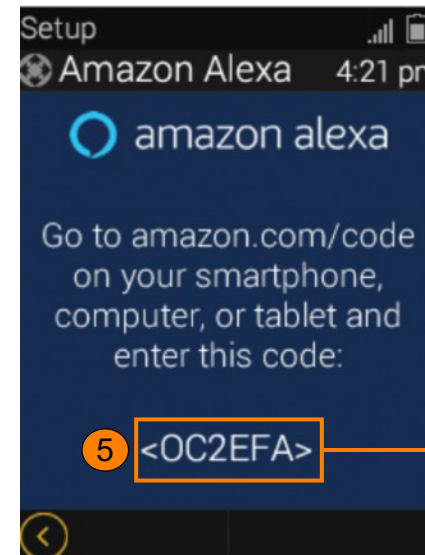 Setup
Amazon Alexa 4:21 pm
amazon alexa
Go to amazon.com/code
on your smartphone,
computer, or tablet and
enter this code:
5 <OC2EFA>